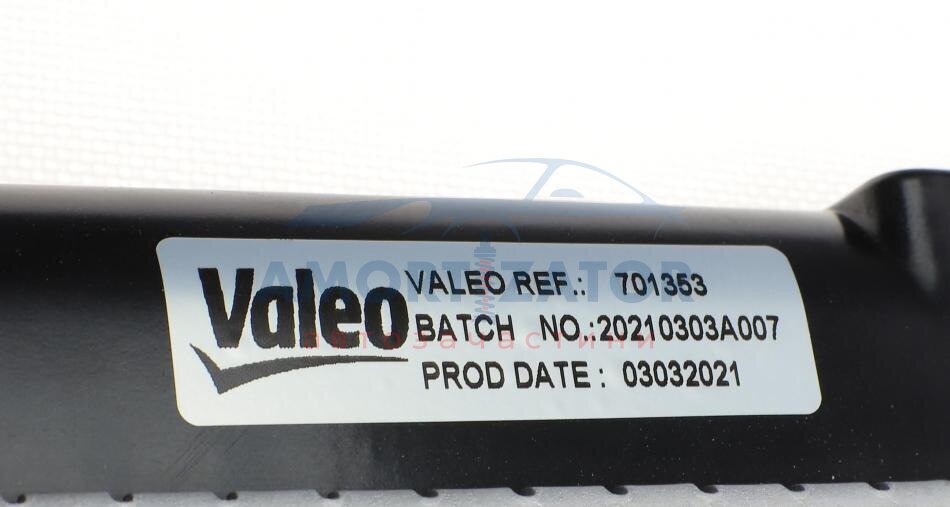 Valeo
VALEO REF.: 701353
BATCH NO.:20210303A007
PROD DATE : 03032021
AMORTIZATOR
автозапчастини